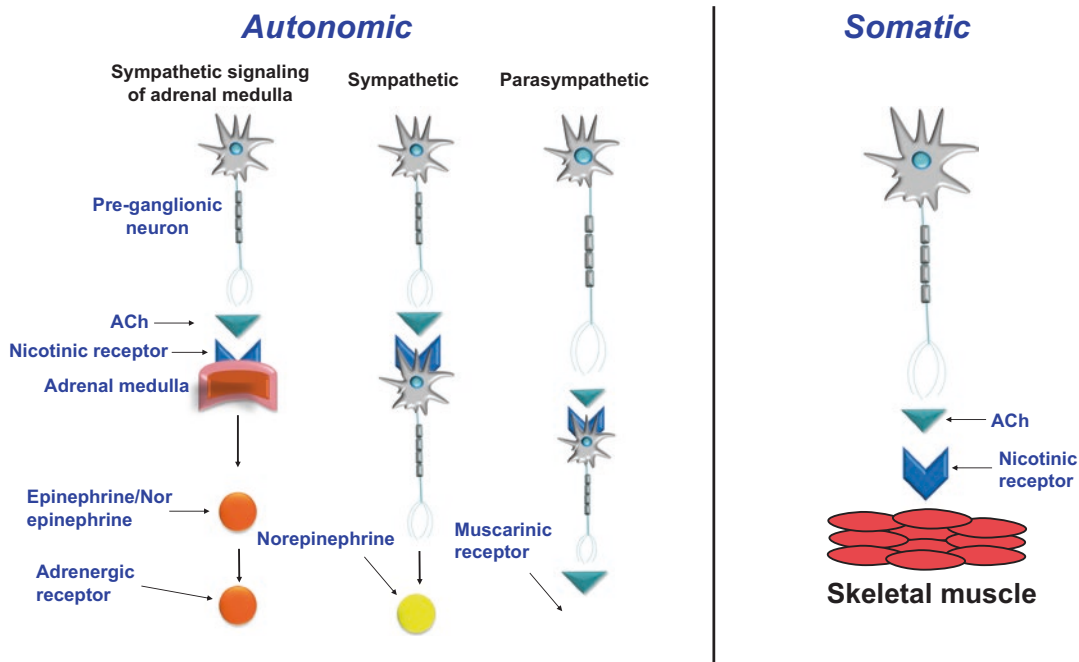 Autonomic
Somatic
Sympathetic signaling
of adrenal medulla
Sympathetic
Parasympathetic
Pre-ganglionic
neuron
ACh
Nicotinic receptor
Adrenal medulla
Epinephrine/Nor
epinephrine
Adrenergic
receptor
Norepinephrine
Muscarinic
receptor
ACh
Nicotinic
receptor
Skeletal muscle